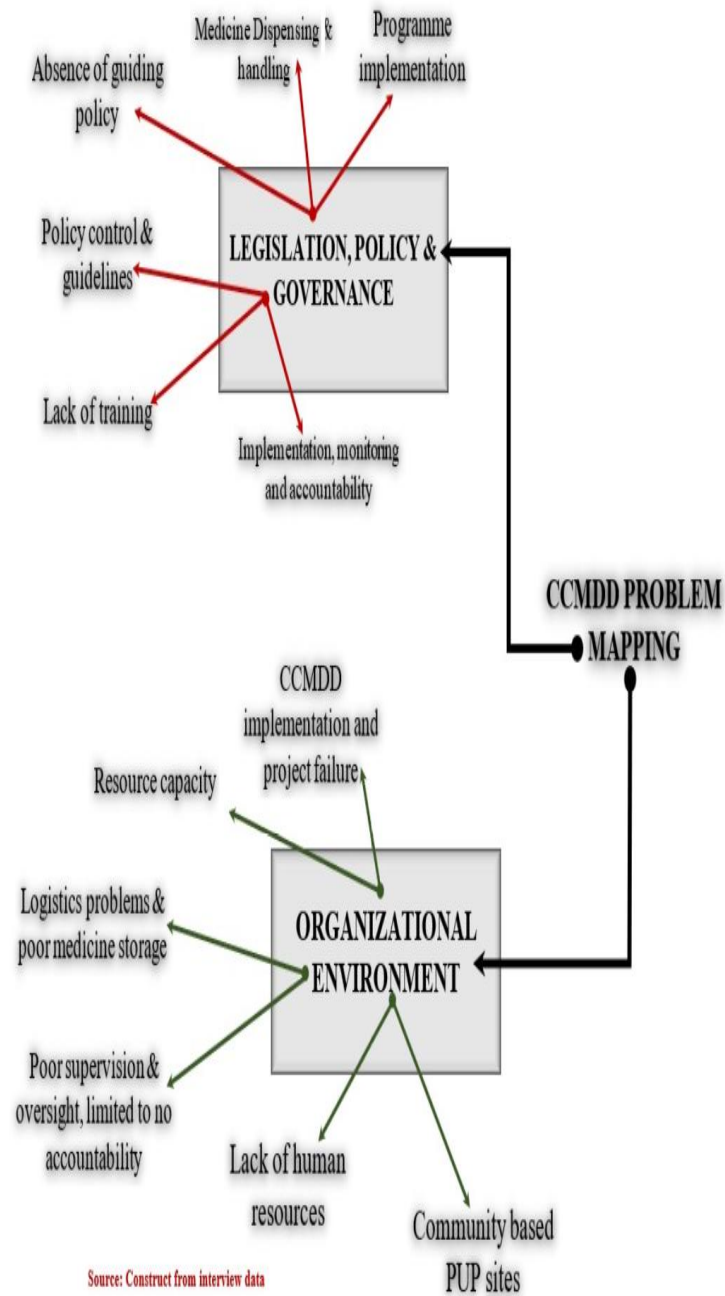 Medicine Dispensing &
handling
Programme
implementation
Absence of guiding
policy
LEGISLATION, POLICY &
GOVERNANCE
Policy control &
guidelines
Lack of training
Implementation, monitoring
and accountability
CCMDD PROBLEM
MAPPING
CCMDD
implementation and
project failure
Resource capacity
ORGANIZATIONAL
ENVIRONMENT
Logistics problems &
poor medicine storage
Poor supervision &
oversight, limited to no
accountability
Lack of human
resources
Community based
PUP sites
Source: Construct from interview data